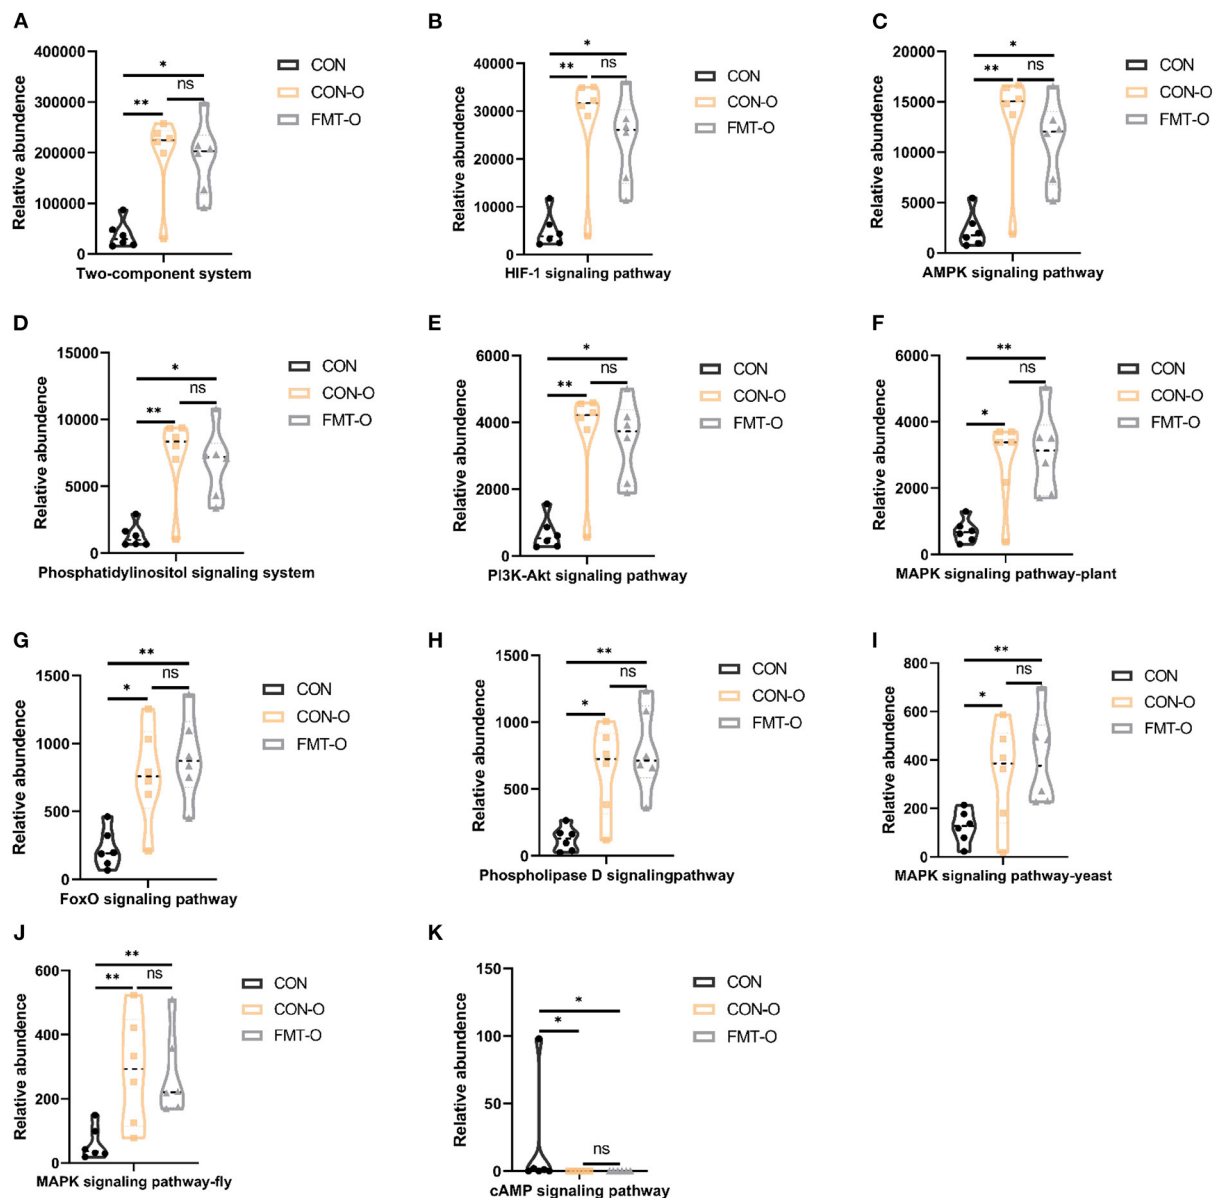 A
Relative abundance
400000
300000
200000
100000
0
*
**
ns
CON
CON-O
FMT-O
Two-component system
B
Relative abundance
40000
30000
20000
10000
0
*
**
ns
CON
CON-O
FMT-O
HIF-1 signaling pathway
C
Relative abundance
20000
15000
10000
5000
0
*
**
ns
CON
CON-O
FMT-O
AMPK signaling pathway
D
Relative abundance
15000
10000
5000
0
*
**
ns
CON
CON-O
FMT-O
Phosphatidylinositol signaling system
E
Relative abundance
6000
4000
2000
0
*
**
ns
CON
CON-O
FMT-O
PI3K-Akt signaling pathway
F
Relative abundance
6000
4000
2000
0
**
*
ns
CON
CON-O
FMT-O
MAPK signaling pathway-plant
G
Relative abundance
1500
1000
500
0
**
*
ns
CON
CON-O
FMT-O
FoxO signaling pathway
H
Relative abundance
1500
1000
500
0
**
*
ns
CON
CON-O
FMT-O
Phospholipase D signalingpathway
I
Relative abundance
800
600
400
200
0
**
*
ns
CON
CON-O
FMT-O
MAPK signaling pathway-yeast
J
Relative abundance
600
400
200
0
**
**
ns
CON
CON-O
FMT-O
MAPK signaling pathway-fly
K
Relative abundance
150
100
50
0
*
*
ns
CON
CON-O
FMT-O
cAMP signaling pathway